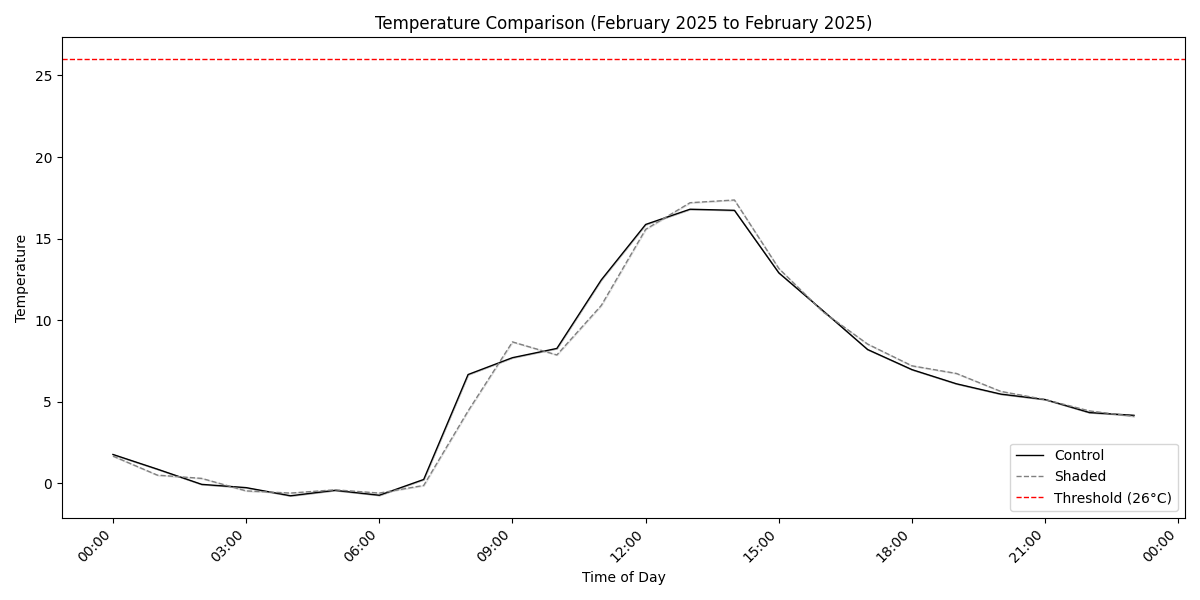 Temperature Comparison (February 2025 to February 2025)
Temperature
25
20
15
10
5
0
Control
Shaded
Threshold (26°C)
00:00
03:00
06:00
09:00
12:00
15:00
18:00
21:00
00:00
Time of Day